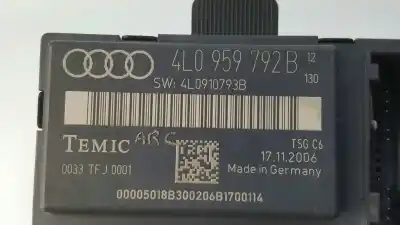 4L0 959 792B 12
130
SW: 4L0910793B
TEMIC ARC
TSG C6
17.11.2006
0033 TFJ 0001
Made in Germany
00005018B300206B1700114